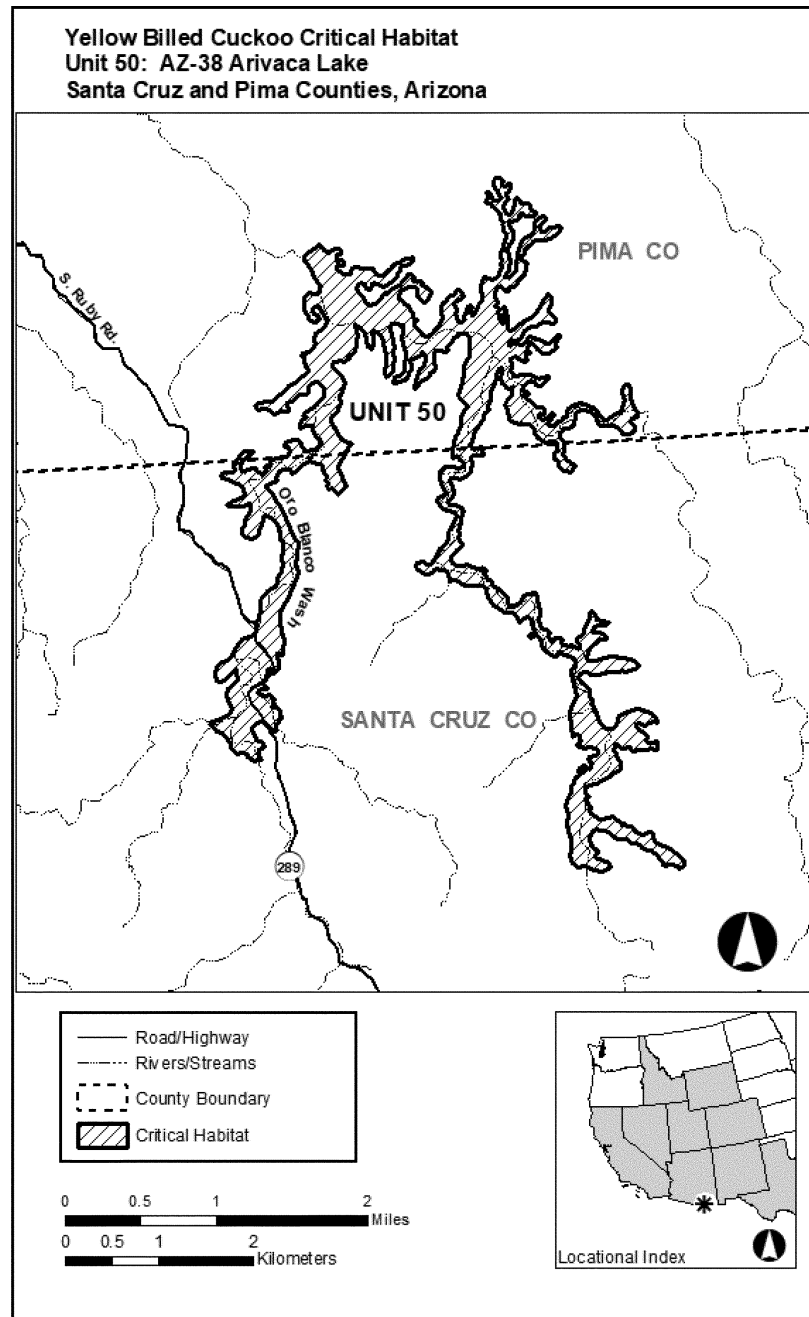 Yellow Billed Cuckoo Critical Habitat
Unit 50: AZ-38 Arivaca Lake
Santa Cruz and Pima Counties, Arizona
PIMA CO
S. Ruby Rd.
UNIT 50
Oro Blanco Wash
SANTA CRUZ CO
289
Road/Highway
Rivers/Streams
County Boundary
Critical Habitat
0 0.5 1 2
Miles
0 0.5 1 2
Kilometers
Locational Index